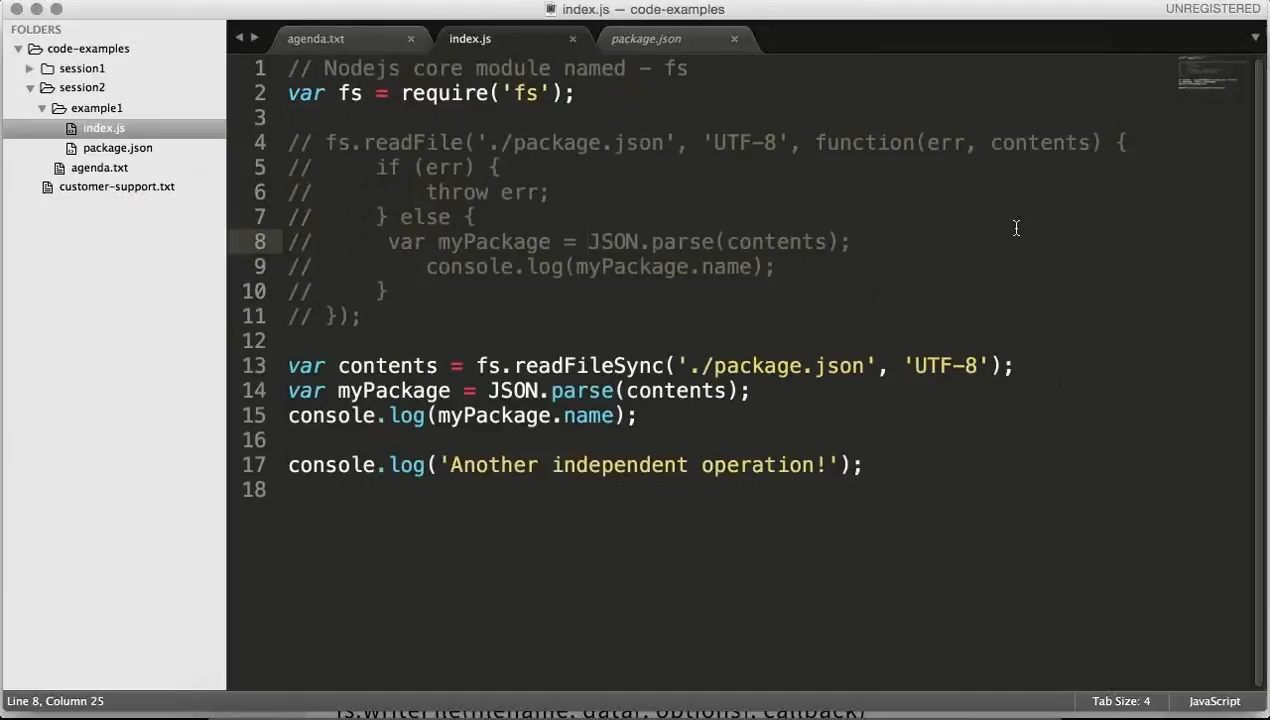 index.js — code-examples
UNREGISTERED
FOLDERS
code-examples
session1
session2
example1
index.js
package.json
agenda.txt
customer-support.txt
agenda.txt
index.js
package.json
1 // Nodejs core module named - fs
2 var fs = require('fs');
3
4 // fs.readFile('./package.json', 'UTF-8', function(err, contents) {
5 //     if (err) {
6 //         throw err;
7 //     } else {
8 //      var myPackage = JSON.parse(contents);
9 //         console.log(myPackage.name);
10 //     }
11 // });
12
13 var contents = fs.readFileSync('./package.json', 'UTF-8');
14 var myPackage = JSON.parse(contents);
15 console.log(myPackage.name);
16
17 console.log('Another independent operation!');
18
Line 8, Column 25
Tab Size: 4
JavaScript